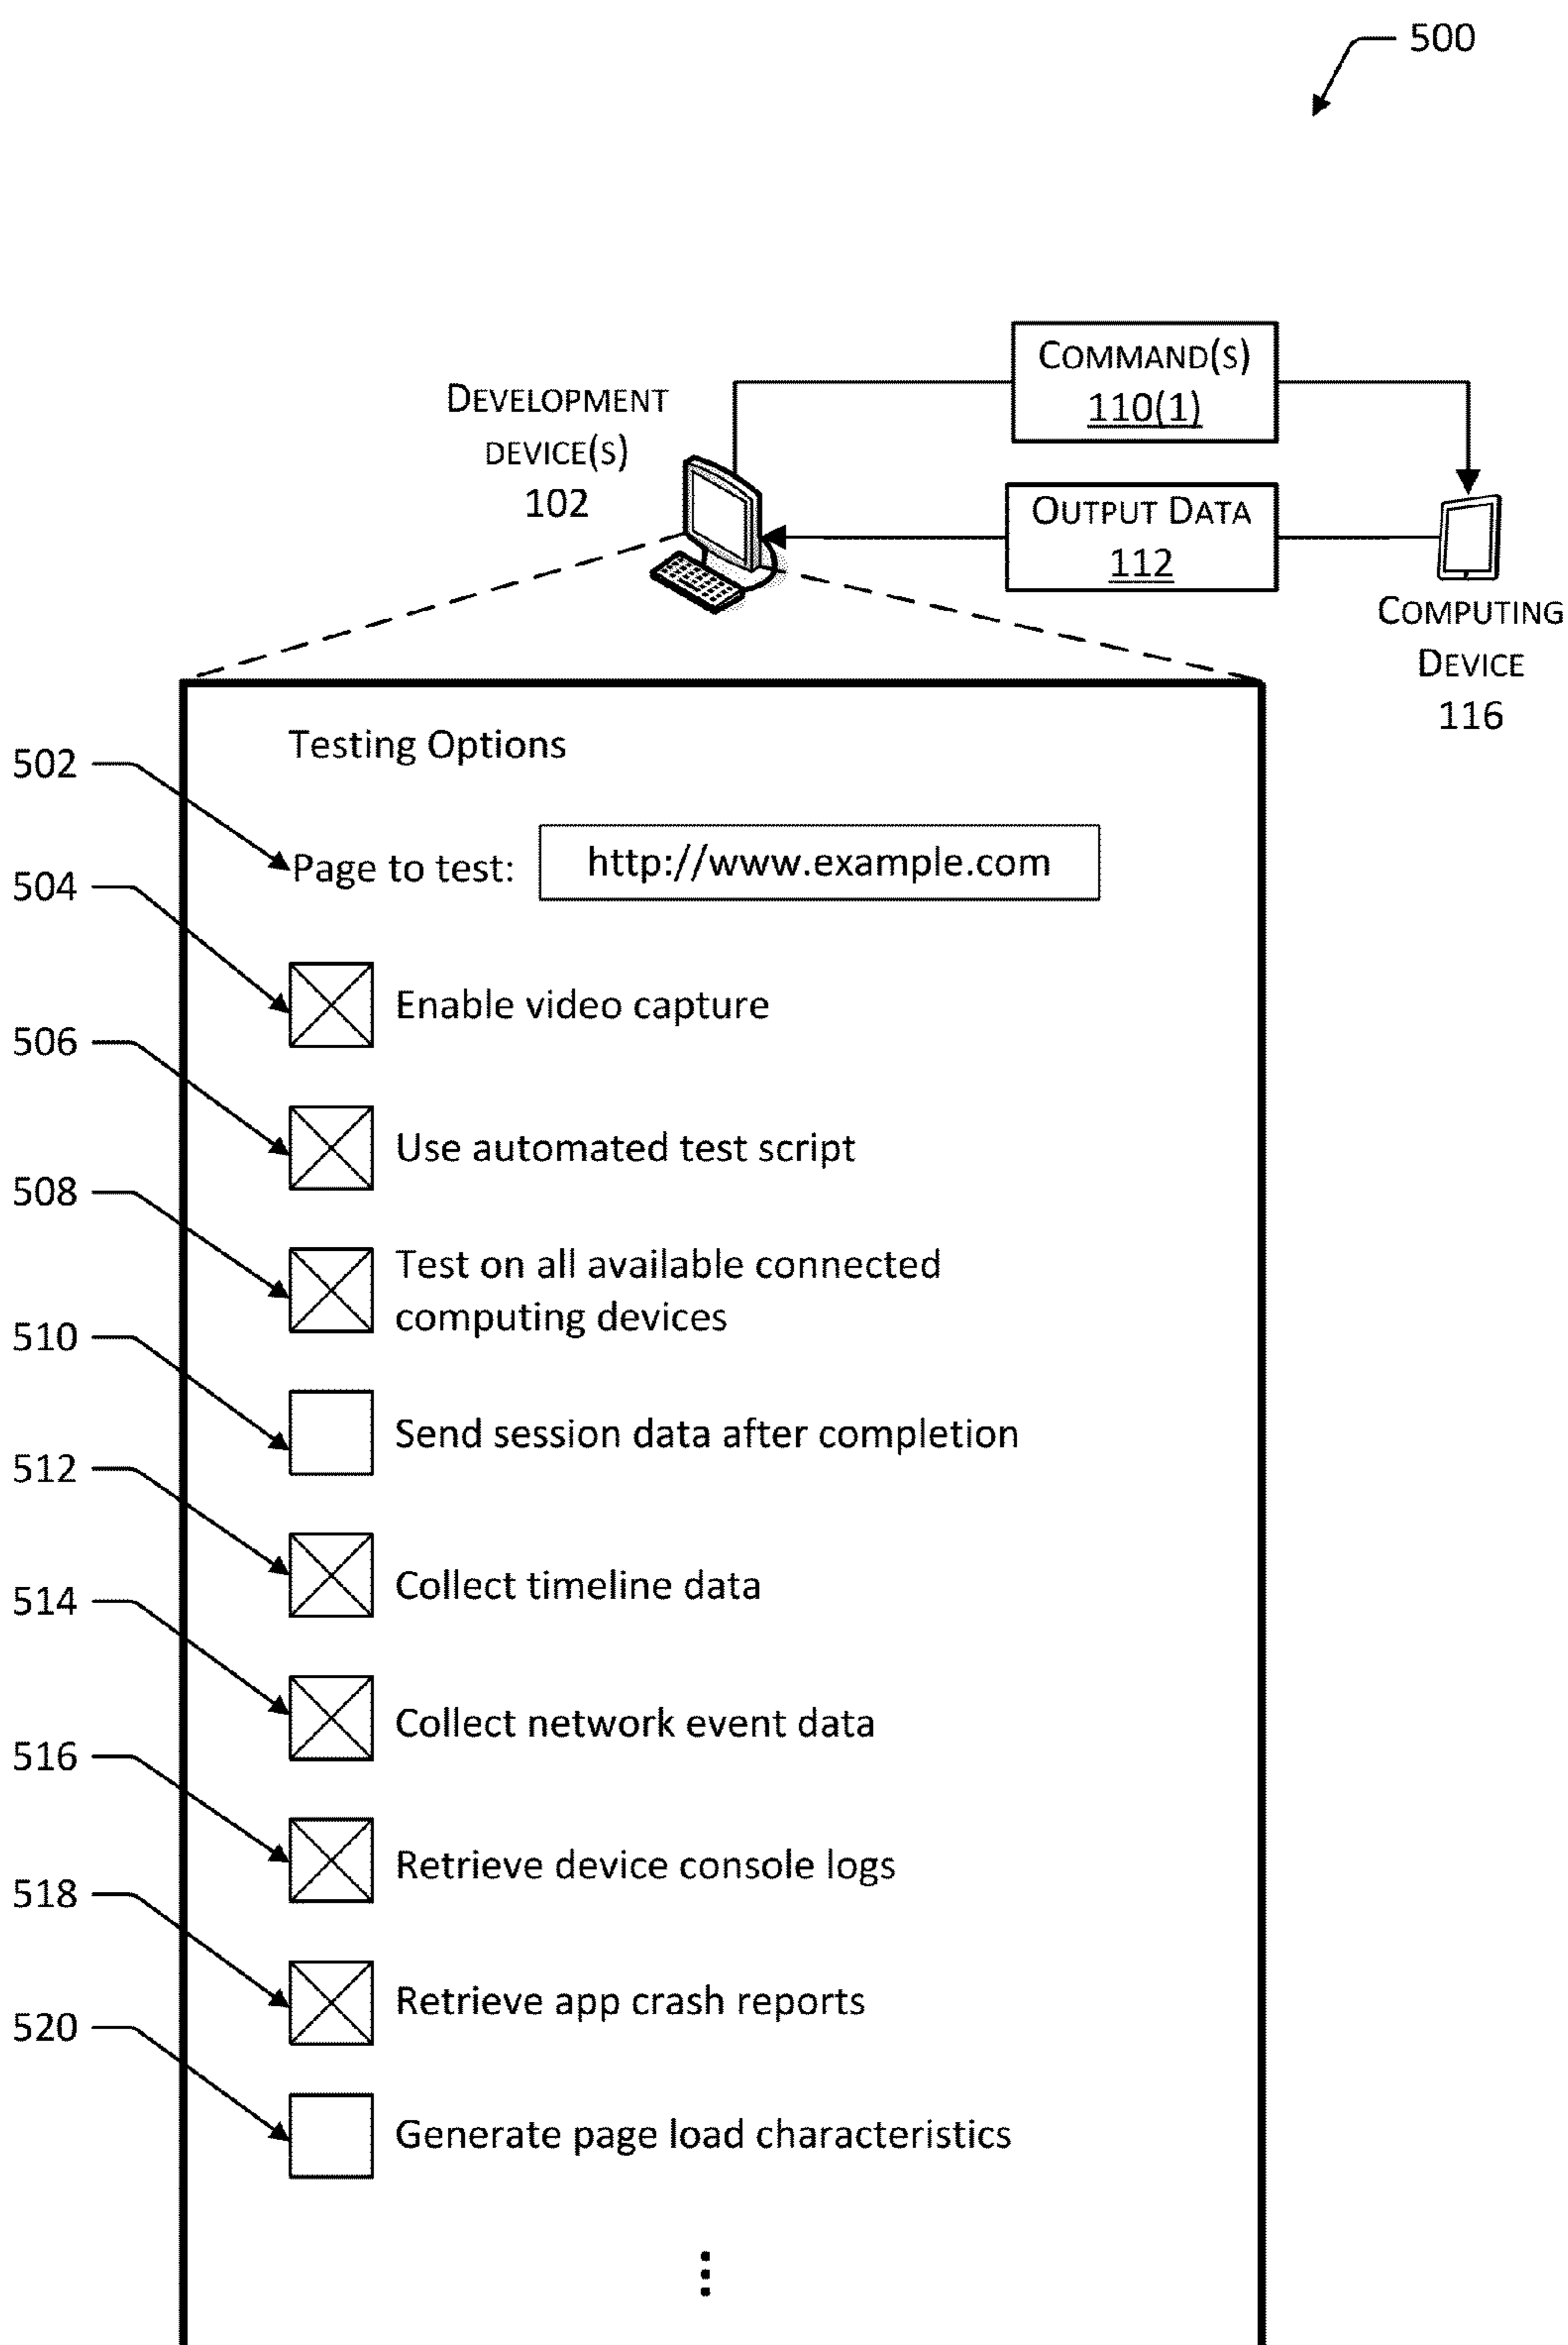 500
COMMAND(S)
110(1)
DEVELOPMENT
DEVICE(S)
102
OUTPUT DATA
112
COMPUTING
DEVICE
116
Testing Options
502
Page to test: http://www.example.com
504
Enable video capture
506
Use automated test script
508
Test on all available connected
computing devices
510
Send session data after completion
512
Collect timeline data
514
Collect network event data
516
Retrieve device console logs
518
Retrieve app crash reports
520
Generate page load characteristics